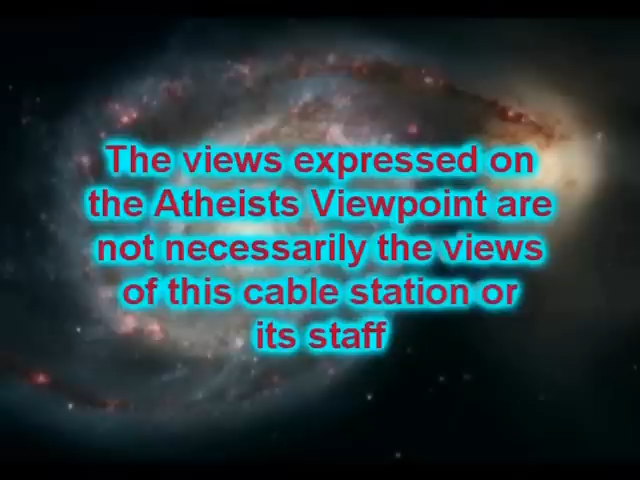 The views expressed on
the Atheists Viewpoint are
not necessarily the views
of this cable station or
its staff